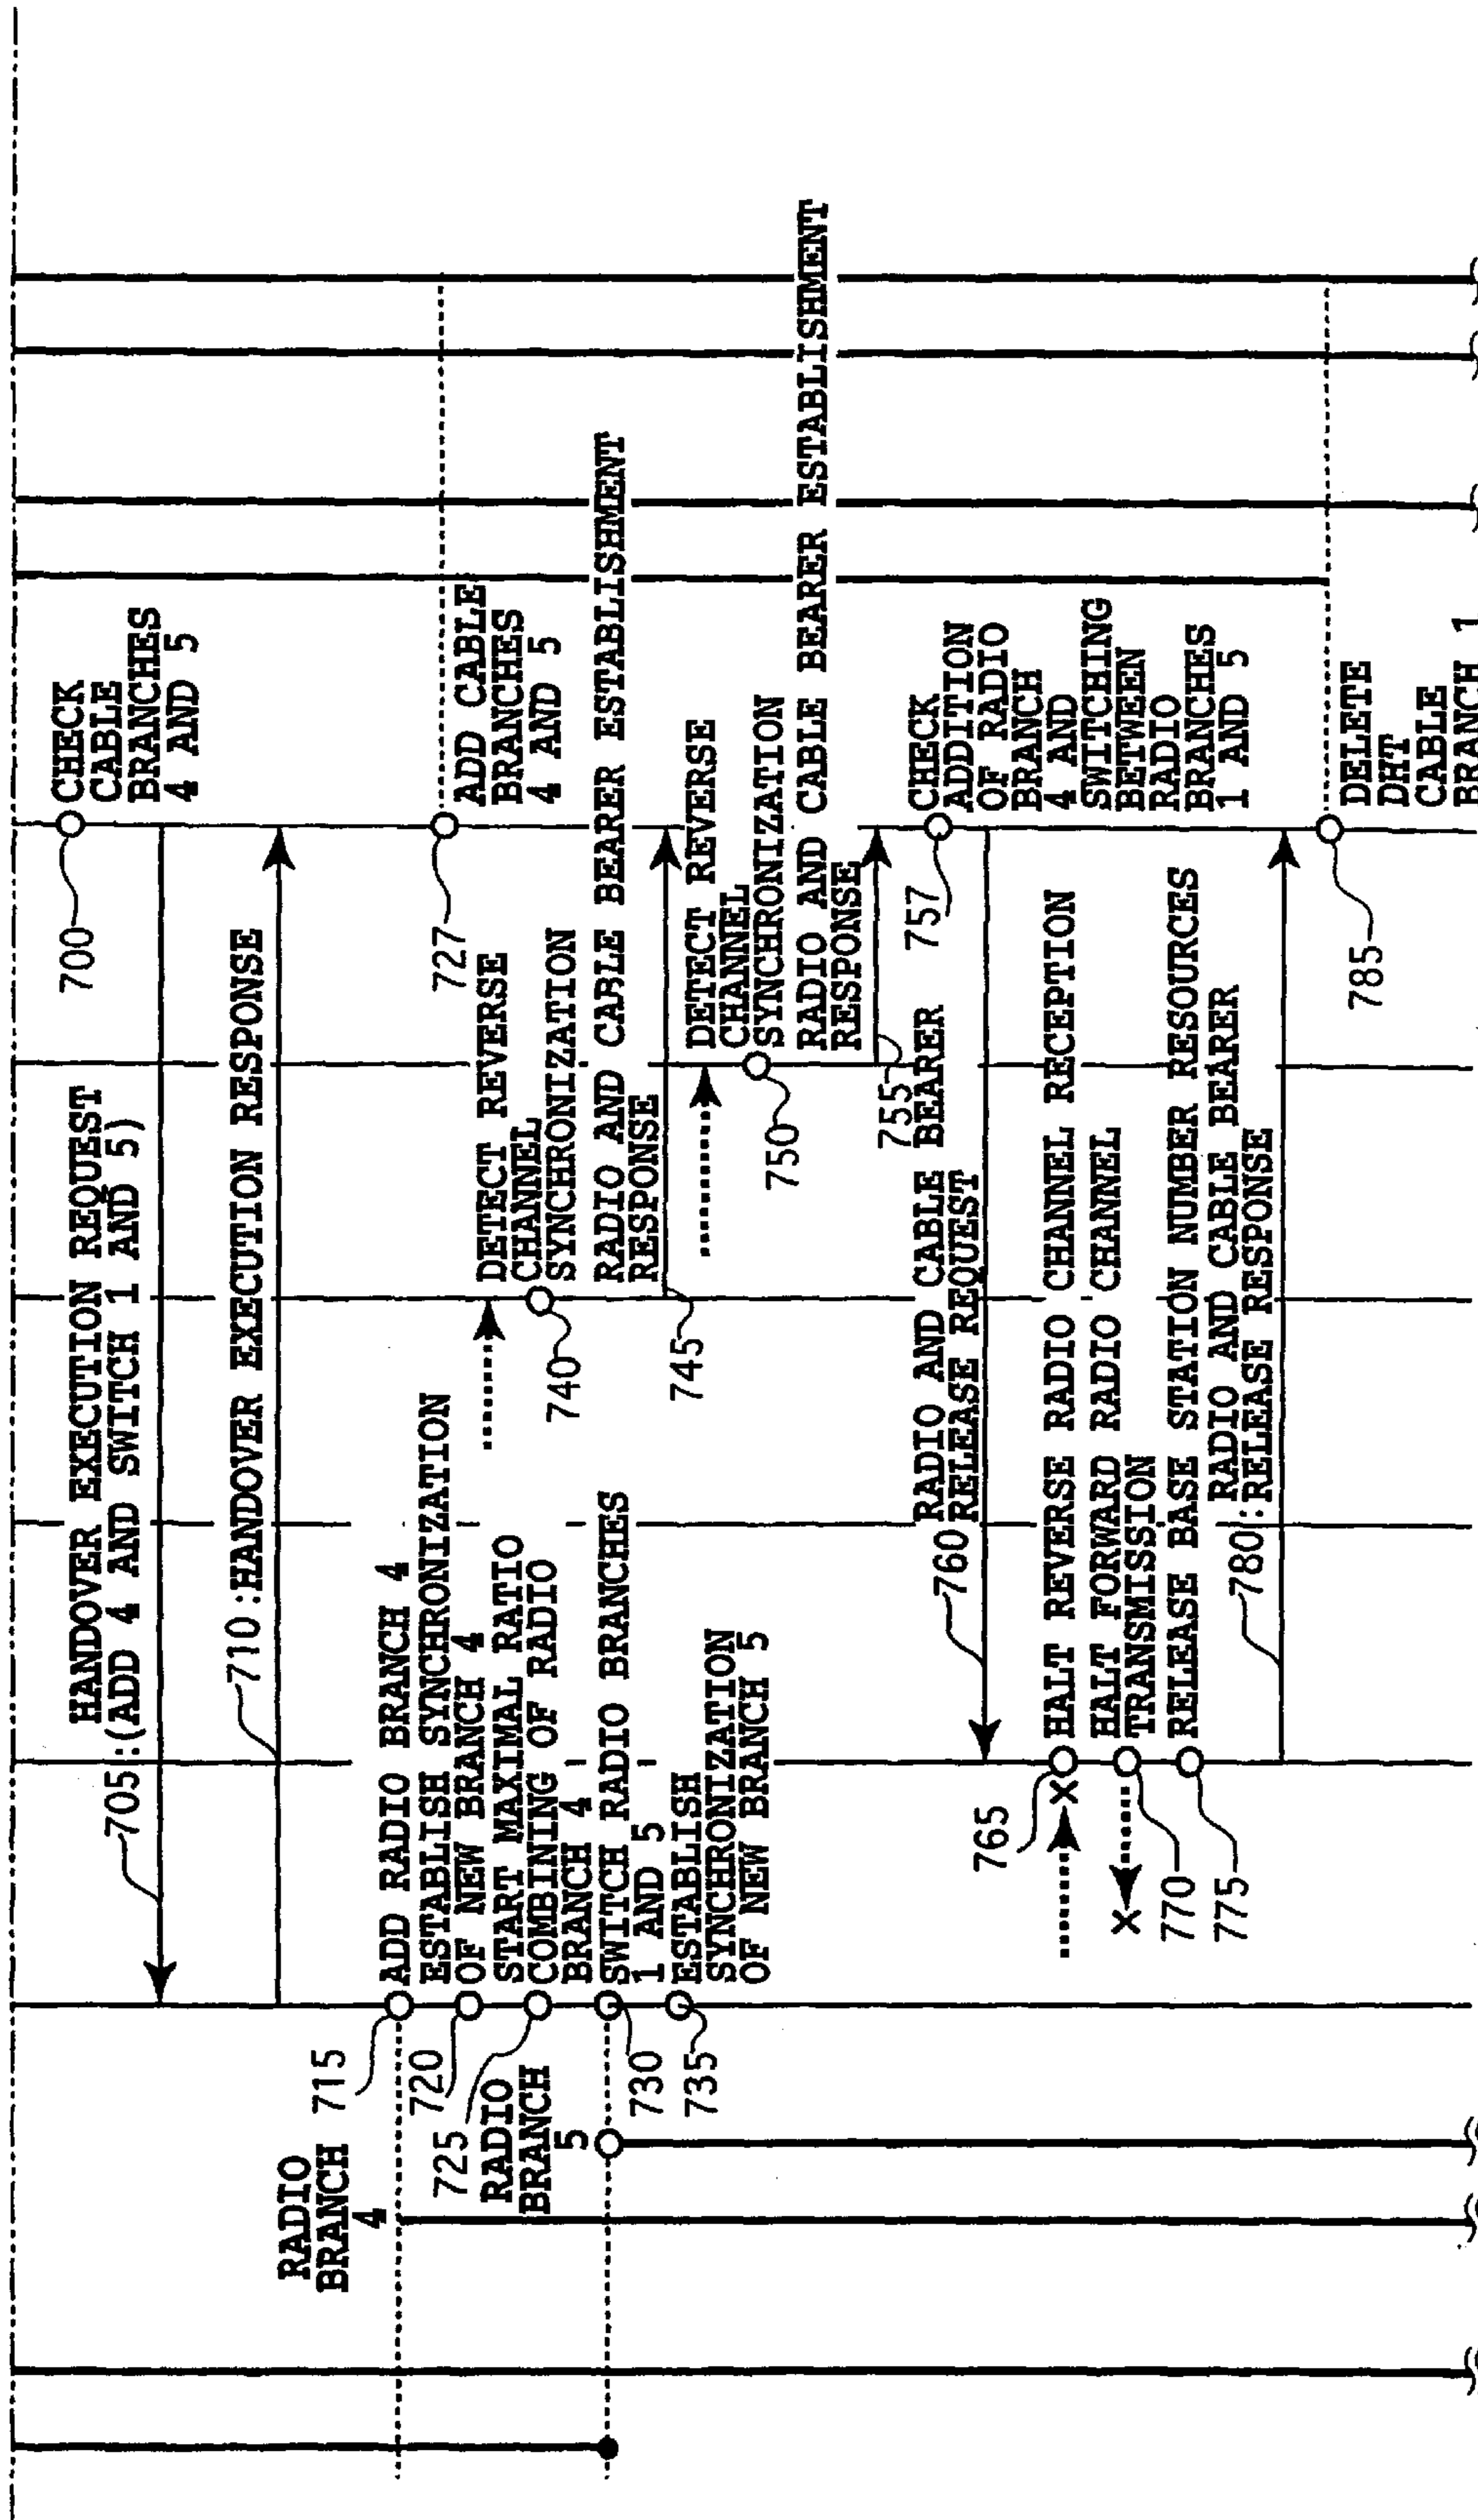 700
CHECK
CABLE
BRANCHES
4 AND 5
HANDOVER EXECUTION REQUEST
705:(ADD 4 AND SWITCH 1 AND 5)
710:HANDOVER EXECUTION RESPONSE
RADIO
BRANCH
4
715
ADD RADIO BRANCH 4
720
ESTABLISH SYNCHRONIZATION
OF NEW BRANCH 4
725
START MAXIMAL RATIO
COMBINING OF RADIO
BRANCH 4
727
ADD CABLE
BRANCHES
4 AND 5
RADIO
BRANCH
5
730
SWITCH RADIO BRANCHES
1 AND 5
735
ESTABLISH
SYNCHRONIZATION
OF NEW BRANCH 5
740
DETECT REVERSE
CHANNEL
SYNCHRONIZATION
745
RADIO AND CABLE BEARER ESTABLISHMENT
RESPONSE
750
DETECT REVERSE
CHANNEL
SYNCHRONIZATION
755
RADIO AND CABLE BEARER ESTABLISHMENT
RESPONSE
757
CHECK
ADDITION
OF RADIO
BRANCH
4 AND
SWITCHING
BETWEEN
RADIO
BRANCHES
1 AND 5
760
RADIO AND CABLE BEARER
RELEASE REQUEST
765
HALT REVERSE RADIO CHANNEL RECEPTION
770
HALT FORWARD RADIO CHANNEL
TRANSMISSION
775
RELEASE BASE STATION NUMBER RESOURCES
RADIO AND CABLE BEARER
780:RELEASE RESPONSE
785
DELETE
DHT
CABLE
BRANCH 1